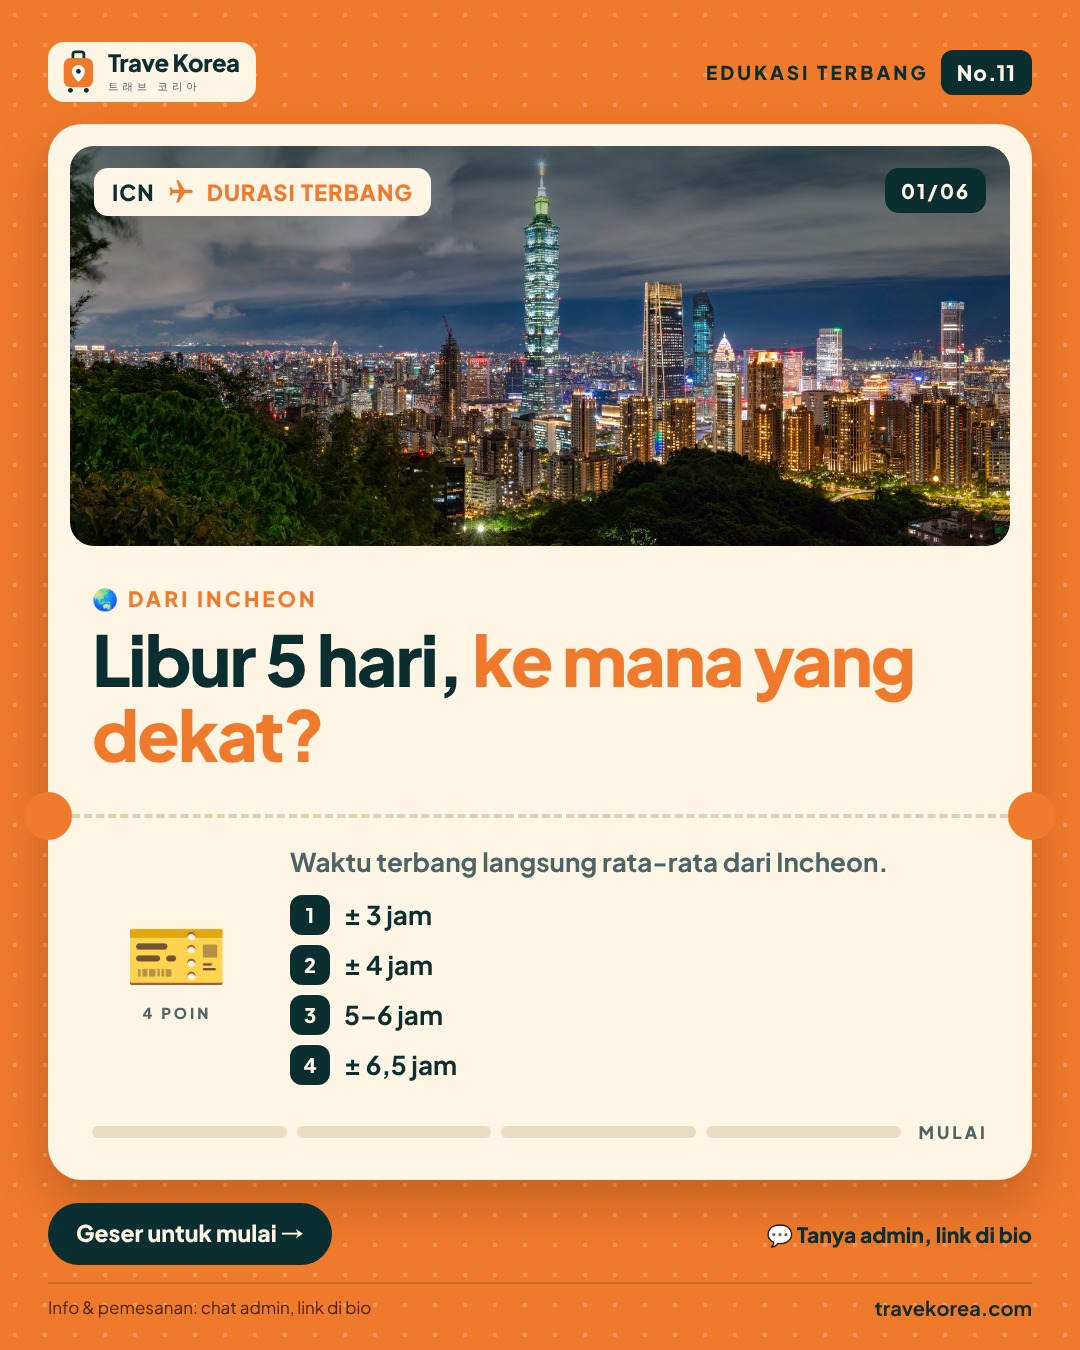 Trave Korea
트래브 코리아
EDUKASI TERBANG
No.11
ICN ✈ DURASI TERBANG
01/06
🌏 DARI INCHEON
Libur 5 hari, ke mana yang
dekat?
Waktu terbang langsung rata-rata dari Incheon.
1 ± 3 jam
2 ± 4 jam
3 5–6 jam
4 ± 6,5 jam
4 POIN
MULAI
Geser untuk mulai →
💬 Tanya admin, link di bio
Info & pemesanan: chat admin, link di bio
travekorea.com